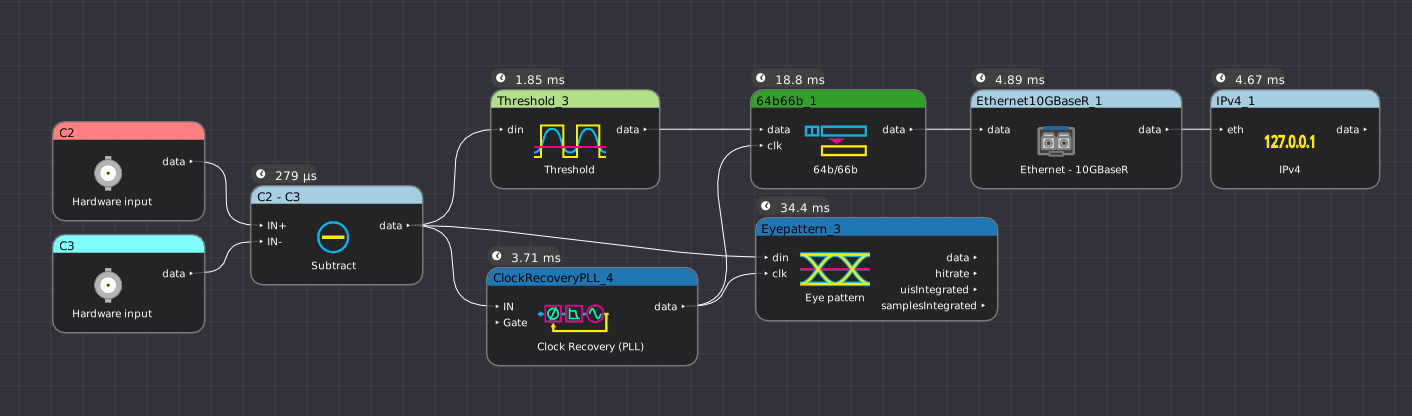 C2
data
Hardware input
C3
data
Hardware input
279 µs
C2 - C3
IN+
IN-
data
Subtract
1.85 ms
Threshold_3
din
data
Threshold
3.71 ms
ClockRecoveryPLL_4
IN
Gate
data
Clock Recovery (PLL)
18.8 ms
64b66b_1
data
clk
data
64b/66b
34.4 ms
Eyepattern_3
din
clk
data
hitrate
uisIntegrated
samplesIntegrated
Eye pattern
4.89 ms
Ethernet10GBaseR_1
data
data
Ethernet - 10GBaseR
4.67 ms
IPv4_1
eth
data
127.0.0.1
IPv4